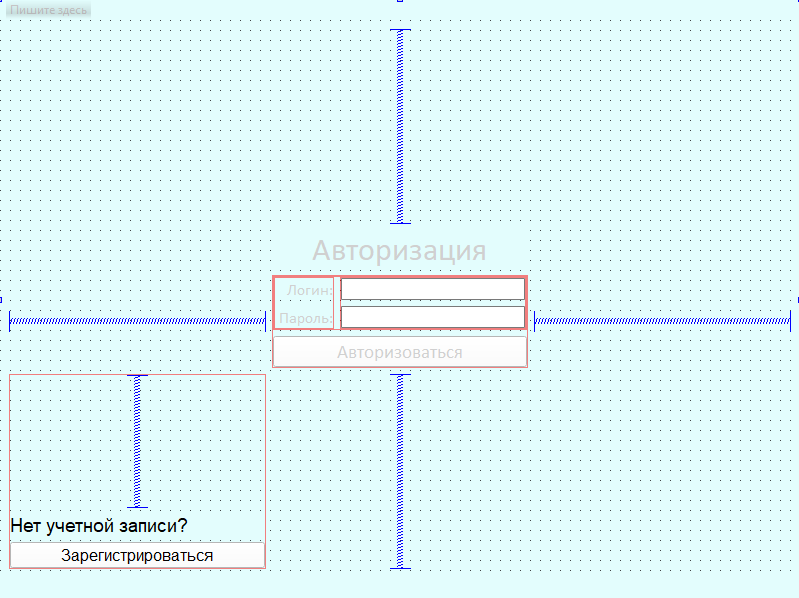 Пишите здесь
Авторизация
Логин:
Пароль:
Авторизоваться
Нет учетной записи?
Зарегистрироваться